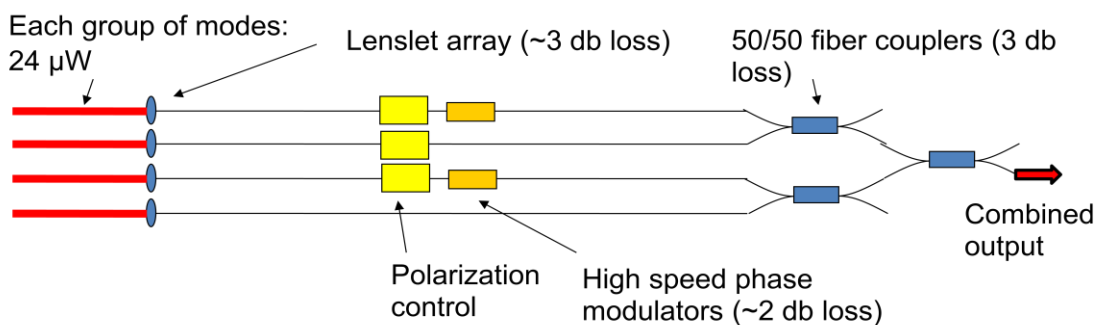 Each group of modes:
24 µW
Lenslet array (~3 db loss)
50/50 fiber couplers (3 db
loss)
Combined
output
Polarization
control
High speed phase
modulators (~2 db loss)